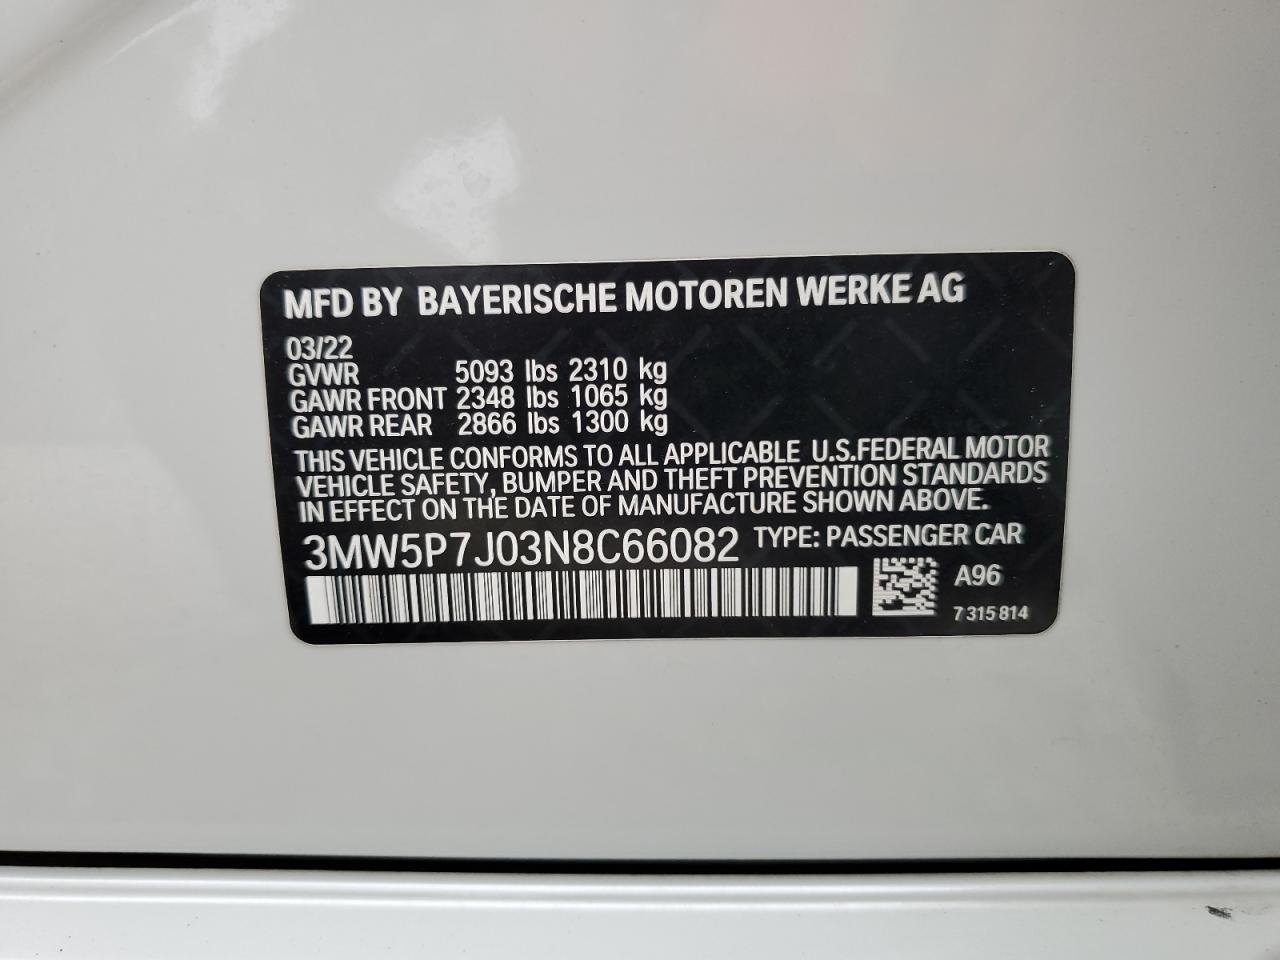 MFD BY BAYERISCHE MOTOREN WERKE AG
03/22
GVWR 5093 lbs 2310 kg
GAWR FRONT 2348 lbs 1065 kg
GAWR REAR 2866 lbs 1300 kg
THIS VEHICLE CONFORMS TO ALL APPLICABLE U.S.FEDERAL MOTOR
VEHICLE SAFETY, BUMPER AND THEFT PREVENTION STANDARDS
IN EFFECT ON THE DATE OF MANUFACTURE SHOWN ABOVE.
3MW5P7J03N8C66082 TYPE: PASSENGER CAR
A96
7 315 814